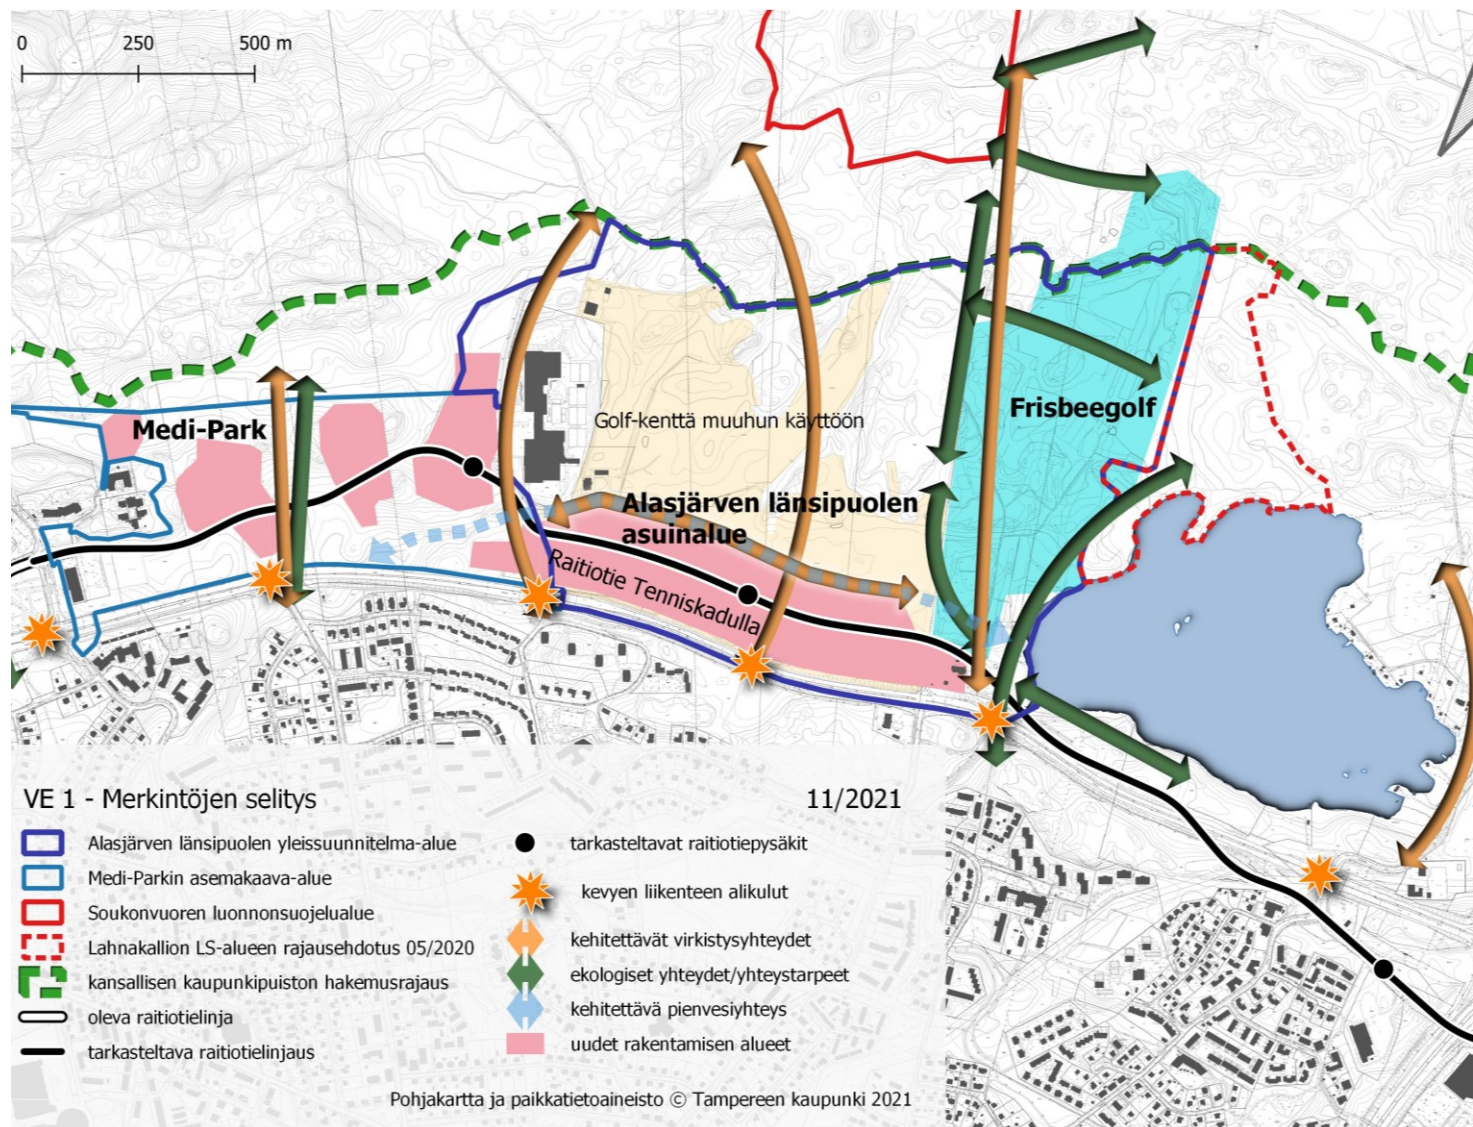 0 250 500 m
Medi-Park
Golf-kenttä muuhun käyttöön
Frisbeegolf
Alasjärven länsipuolen
asuinalue
Raitiotie Tenniskadulla
VE 1 - Merkintöjen selitys
11/2021
Alasjärven länsipuolen yleissuunnitelma-alue
Medi-Parkin asemakaava-alue
Soukonvuoren luonnonsuojelualue
Lahnakallion LS-alueen rajausehdotus 05/2020
kansallisen kaupunkipuiston hakemusrajaus
oleva raitiotielinja
tarkasteltava raitiotielinjaus
tarkasteltavat raitiotiepysäkit
kevyen liikenteen alikulut
kehitettävät virkistysyhteydet
ekologiset yhteydet/yhteystarpeet
kehitettävä pienvesiyhteys
uudet rakentamisen alueet
Pohjakartta ja paikkatietoaineisto © Tampereen kaupunki 2021